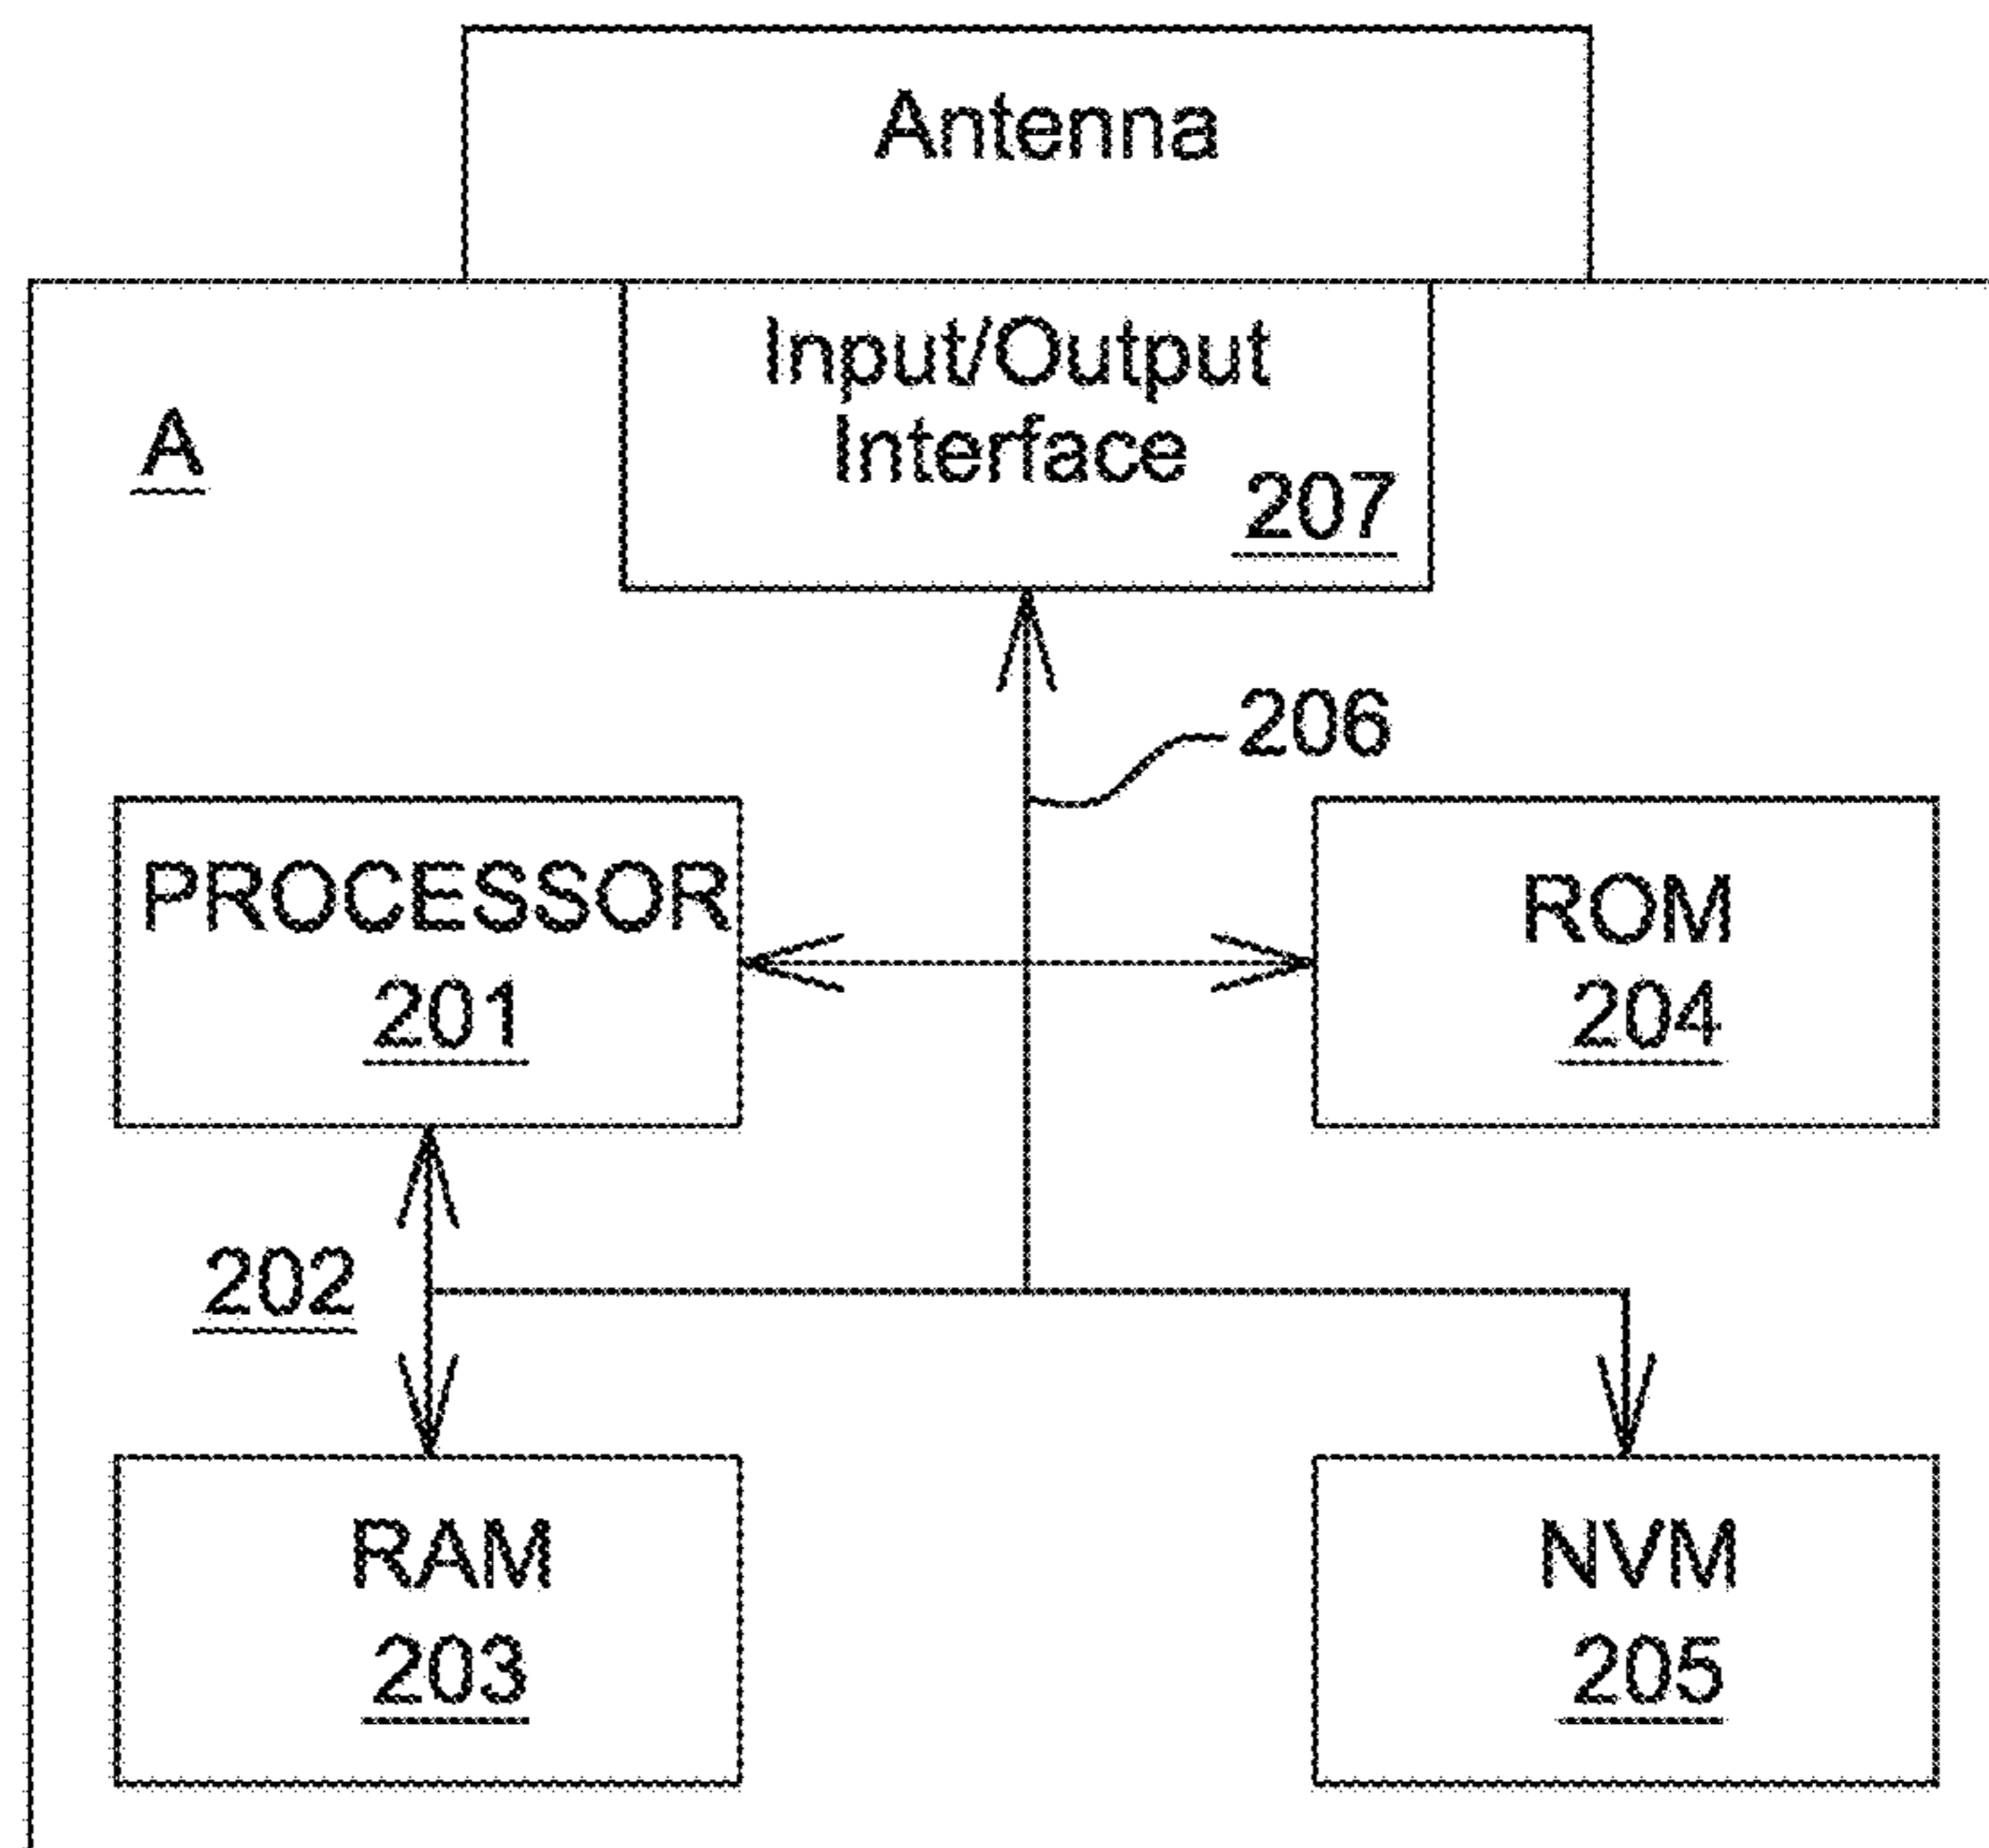 Antenna
Input/Output
Interface
207
A
206
PROCESSOR
201
ROM
204
202
RAM
203
NVM
205